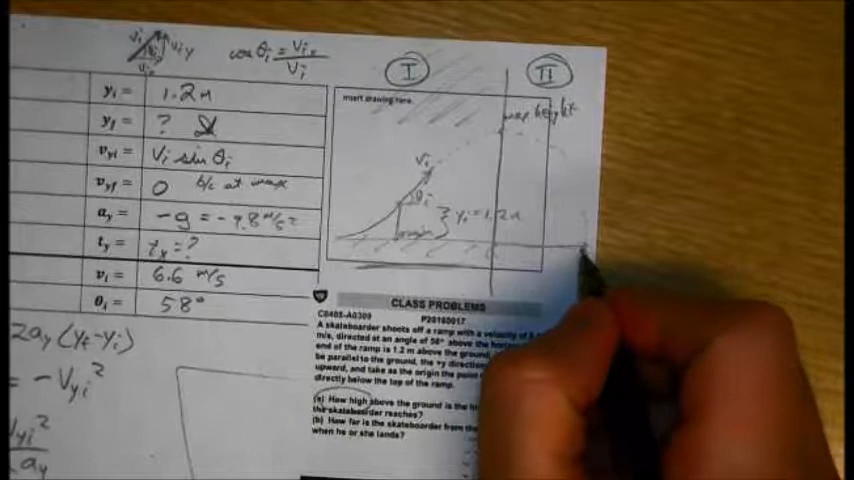 vi viy cos θi = Vix / Vi
vix
I II
yi = 1.2 m
yf = ?
vyi = Vi sin θi
vyf = 0 b/c at max
ay = -g = -9.8 m/s²
ty = tx = ?
vi = 6.6 m/s
θi = 58°
Insert drawing here.
max height
vi
θi
origin } yi = 1.2 m
2ay (yf - yi)
= - Vyi²
Vyi²
ay
CLASS PROBLEMS
C0405-A0309 P20160017
A skateboarder shoots off a ramp with a velocity of
m/s, directed at an angle of 58° above the
end of the ramp is 1.2 m above the ground,
be parallel to the ground, the +y
upward, and take as the origin the point
directly below the top of the ramp.
(a) How high above the ground is the
the skateboarder reaches?
(b) How far is the skateboarder from the
when he or she lands?